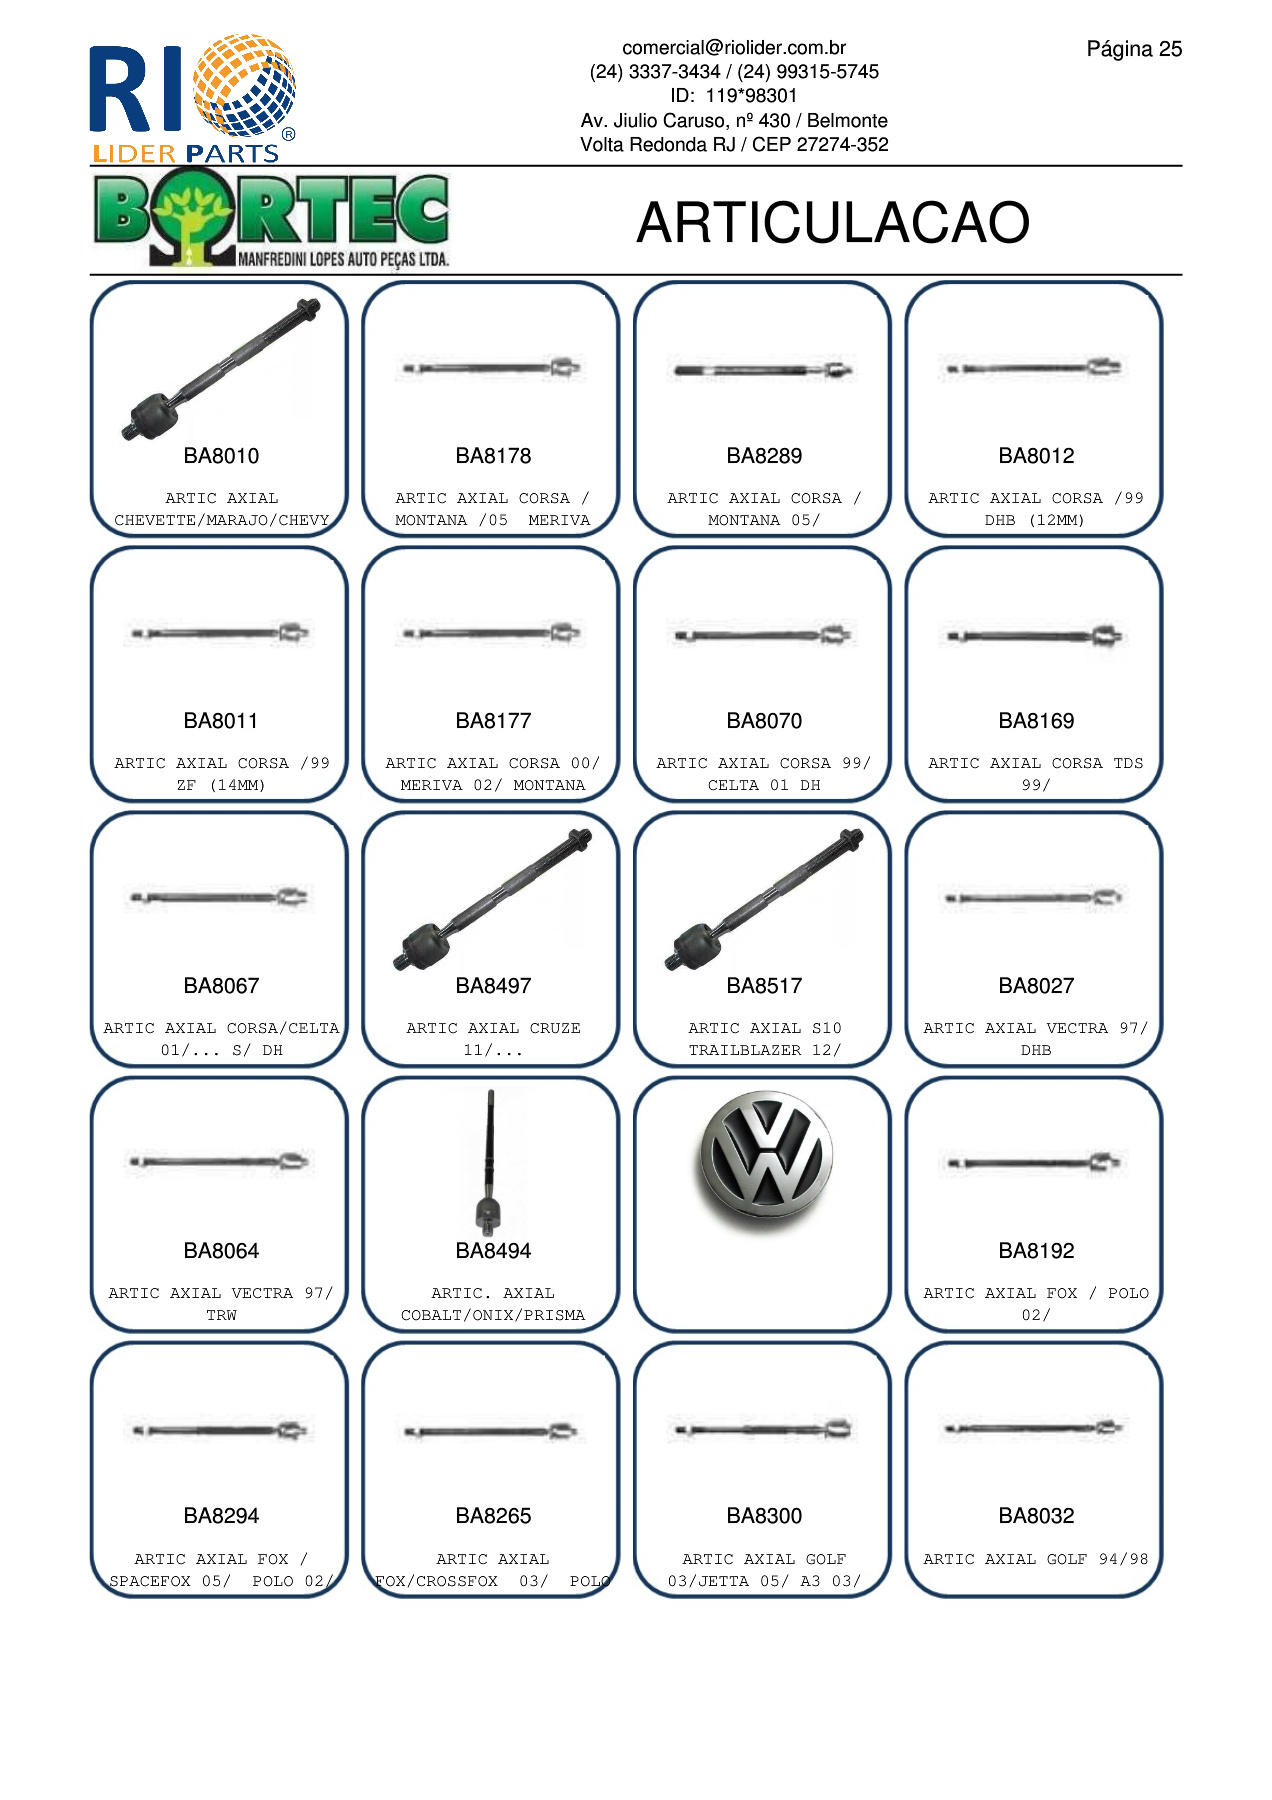 RIO
LIDER PARTS
®
comercial@riolider.com.br
(24) 3337-3434 / (24) 99315-5745
ID:  119*98301
Av. Jiulio Caruso, nº 430 / Belmonte
Volta Redonda RJ / CEP 27274-352
Página 25
BORTEC
MANFREDINI LOPES AUTO PEÇAS LTDA.
ARTICULACAO
BA8010
ARTIC AXIAL
CHEVETTE/MARAJO/CHEVY
BA8178
ARTIC AXIAL CORSA /
MONTANA /05  MERIVA
BA8289
ARTIC AXIAL CORSA /
MONTANA 05/
BA8012
ARTIC AXIAL CORSA /99
DHB (12MM)
BA8011
ARTIC AXIAL CORSA /99
ZF (14MM)
BA8177
ARTIC AXIAL CORSA 00/
MERIVA 02/ MONTANA
BA8070
ARTIC AXIAL CORSA 99/
CELTA 01 DH
BA8169
ARTIC AXIAL CORSA TDS
99/
BA8067
ARTIC AXIAL CORSA/CELTA
01/... S/ DH
BA8497
ARTIC AXIAL CRUZE
11/...
BA8517
ARTIC AXIAL S10
TRAILBLAZER 12/
BA8027
ARTIC AXIAL VECTRA 97/
DHB
BA8064
ARTIC AXIAL VECTRA 97/
TRW
BA8494
ARTIC. AXIAL
COBALT/ONIX/PRISMA
VW
BA8192
ARTIC AXIAL FOX / POLO
02/
BA8294
ARTIC AXIAL FOX /
SPACEFOX 05/  POLO 02/
BA8265
ARTIC AXIAL
FOX/CROSSFOX  03/  POLO
BA8300
ARTIC AXIAL GOLF
03/JETTA 05/ A3 03/
BA8032
ARTIC AXIAL GOLF 94/98